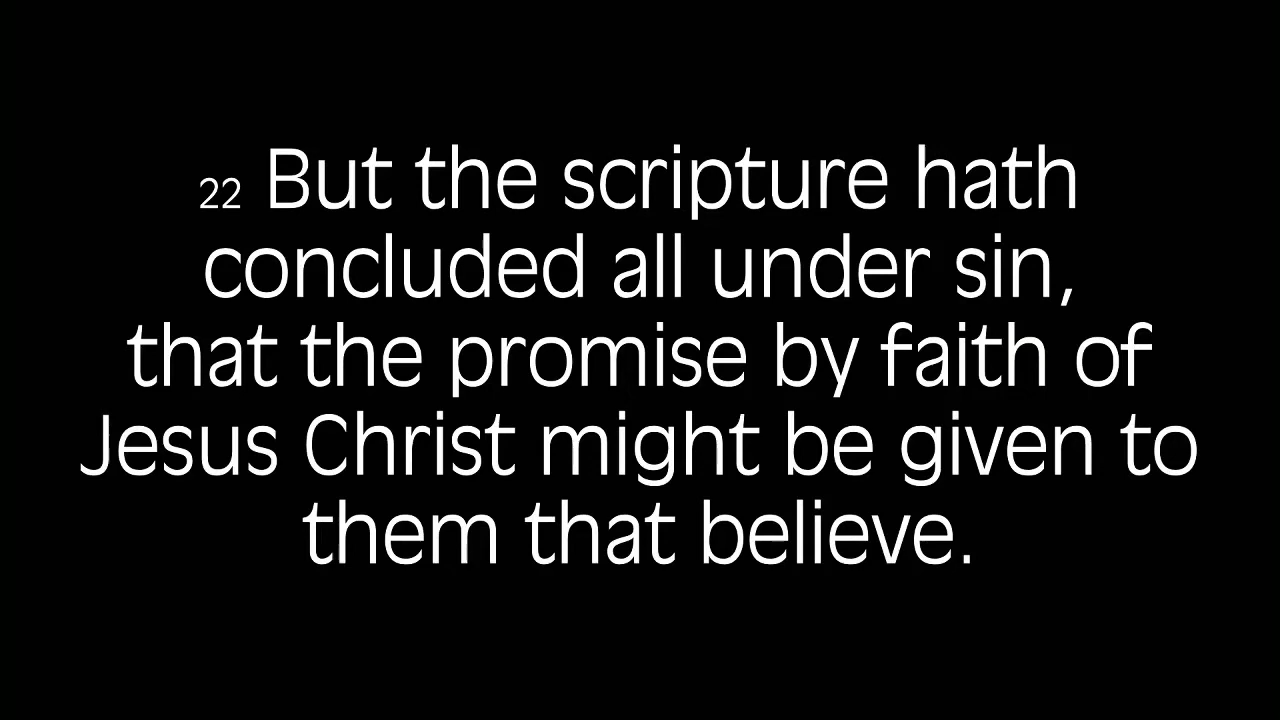 22 But the scripture hath
concluded all under sin,
that the promise by faith of
Jesus Christ might be given to
them that believe.